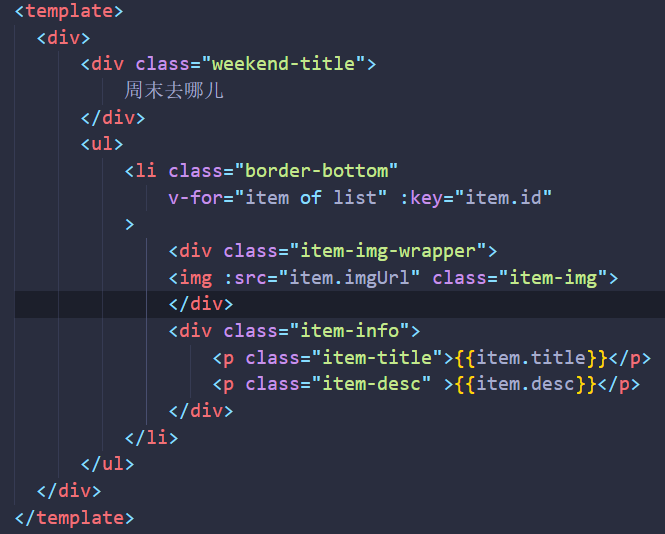 <template>
<div>
<div class="weekend-title">
周末去哪儿
</div>
<ul>
<li class="border-bottom"
v-for="item of list" :key="item.id"
>
<div class="item-img-wrapper">
<img :src="item.imgUrl" class="item-img">
</div>
<div class="item-info">
<p class="item-title">{{item.title}}</p>
<p class="item-desc" >{{item.desc}}</p>
</div>
</li>
</ul>
</div>
</template>